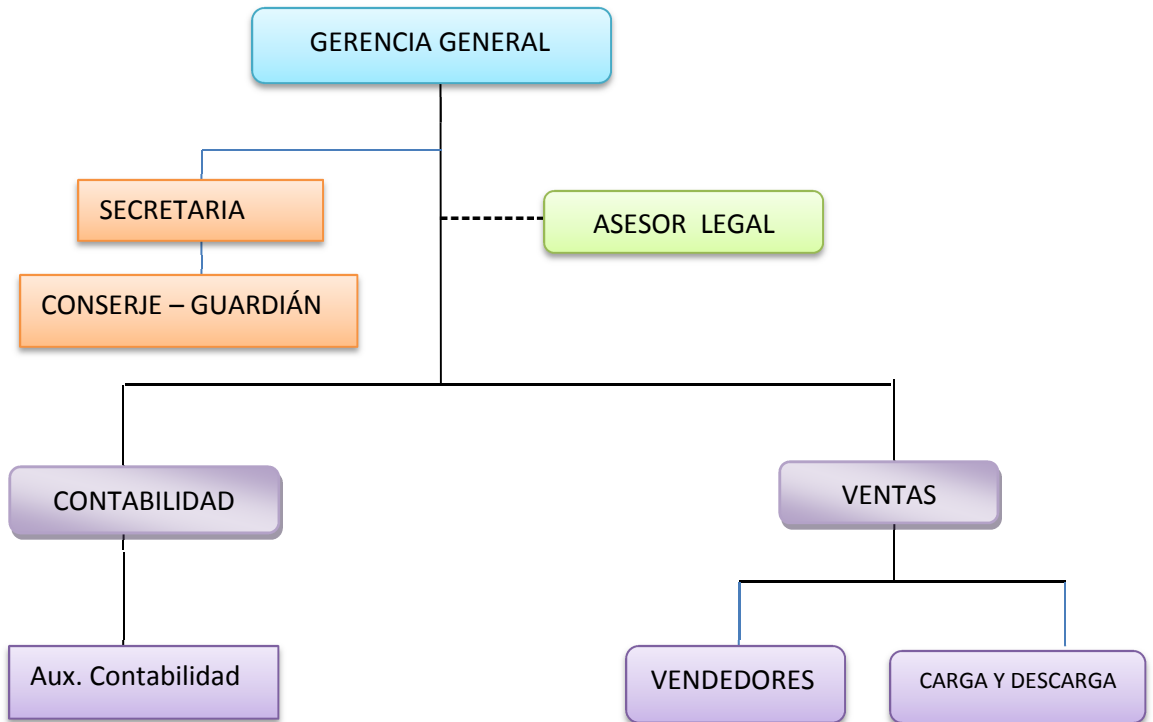 GERENCIA GENERAL
SECRETARIA
ASESOR LEGAL
CONSERJE – GUARDIÁN
CONTABILIDAD
VENTAS
Aux. Contabilidad
VENDEDORES
CARGA Y DESCARGA